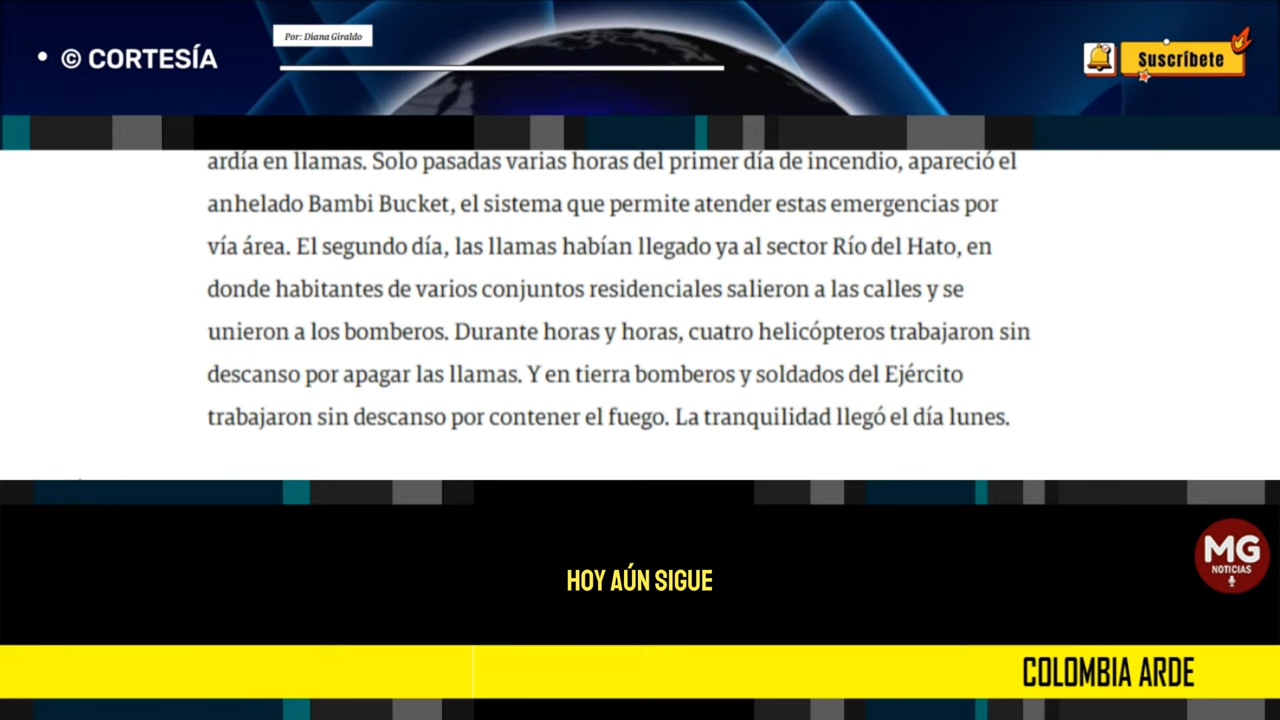 • © CORTESÍA
Por: Diana Giraldo
Suscríbete
ardía en llamas. Solo pasadas varias horas del primer día de incendio, apareció el
anhelado Bambi Bucket, el sistema que permite atender estas emergencias por
vía área. El segundo día, las llamas habían llegado ya al sector Río del Hato, en
donde habitantes de varios conjuntos residenciales salieron a las calles y se
unieron a los bomberos. Durante horas y horas, cuatro helicópteros trabajaron sin
descanso por apagar las llamas. Y en tierra bomberos y soldados del Ejército
trabajaron sin descanso por contener el fuego. La tranquilidad llegó el día lunes.
MG
NOTICIAS
HOY AÚN SIGUE
COLOMBIA ARDE